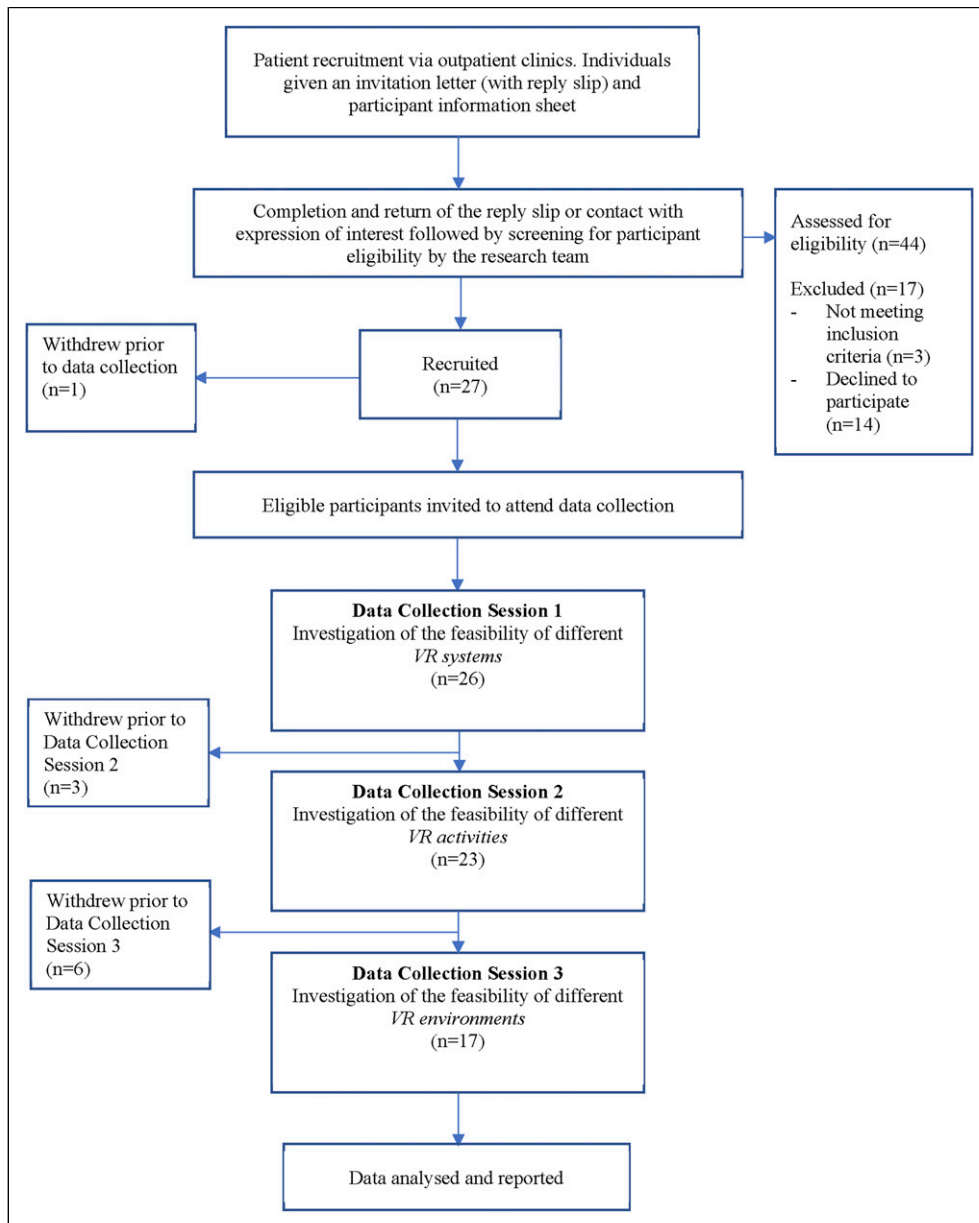 Patient recruitment via outpatient clinics. Individuals
given an invitation letter (with reply slip) and
participant information sheet
Completion and return of the reply slip or contact with
expression of interest followed by screening for participant
eligibility by the research team
Assessed for
eligibility (n=44)
Excluded (n=17)
- Not meeting
inclusion
criteria (n=3)
- Declined to
participate
(n=14)
Withdrew prior
to data collection
(n=1)
Recruited
(n=27)
Eligible participants invited to attend data collection
Data Collection Session 1
Investigation of the feasibility of different
VR systems
(n=26)
Withdrew prior to
Data Collection
Session 2
(n=3)
Data Collection Session 2
Investigation of the feasibility of different
VR activities
(n=23)
Withdrew prior to
Data Collection
Session 3
(n=6)
Data Collection Session 3
Investigation of the feasibility of different
VR environments
(n=17)
Data analysed and reported